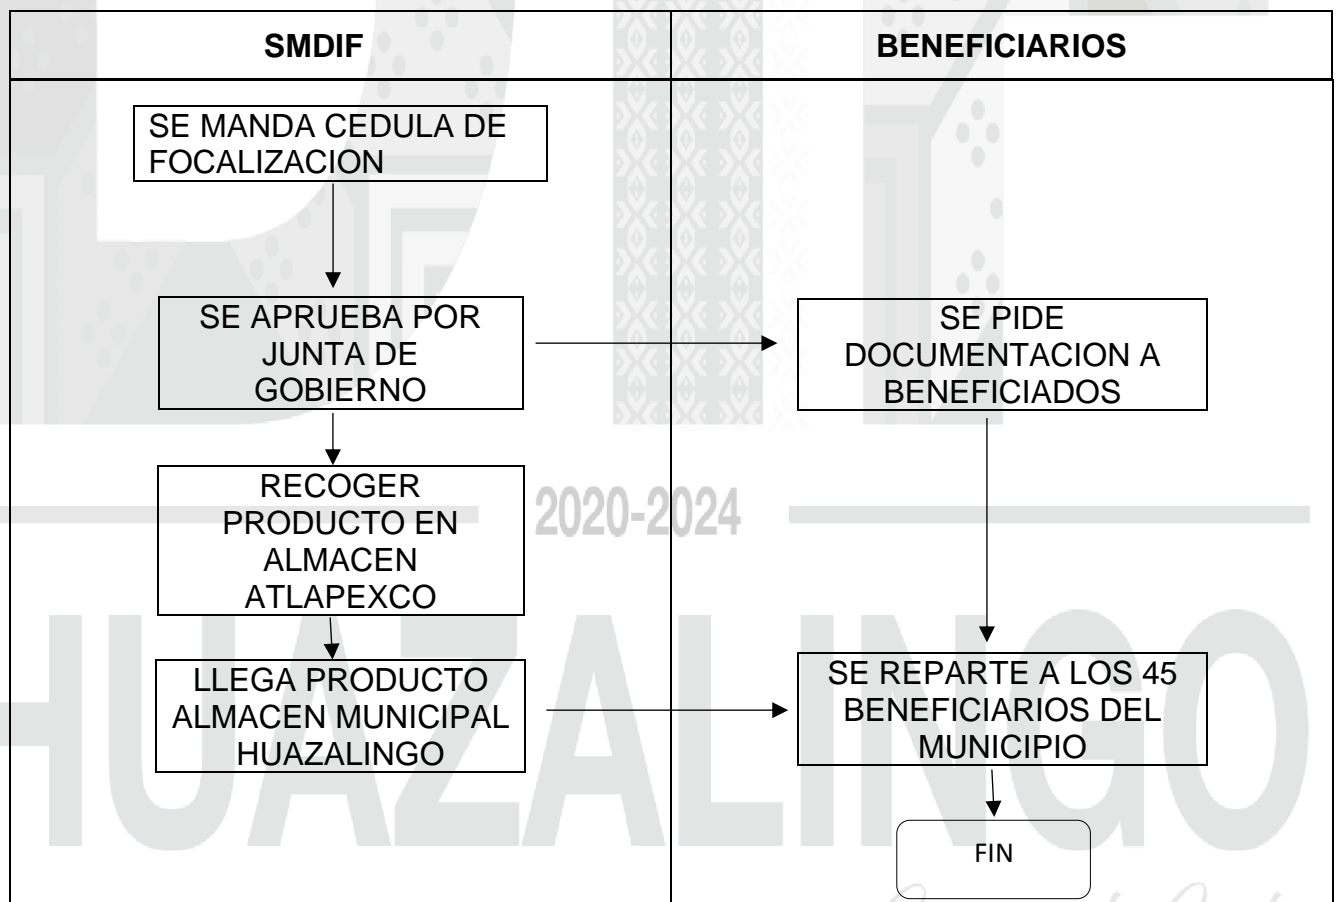 SMDIF
BENEFICIARIOS
SE MANDA CEDULA DE
FOCALIZACION
SE APRUEBA POR
JUNTA DE
GOBIERNO
SE PIDE
DOCUMENTACION A
BENEFICIADOS
RECOGER
PRODUCTO EN
ALMACEN
ATLAPEXCO
2020-2024
LLEGA PRODUCTO
ALMACEN MUNICIPAL
HUAZALINGO
SE REPARTE A LOS 45
BENEFICIARIOS DEL
MUNICIPIO
HUAZALINGO
FIN